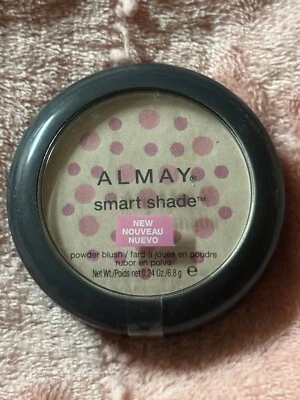 ALMAY®
smart shade™
NEW
NOUVEAU
NUEVO
powder blush / fard à joues en poudre
rubor en polvo
Net Wt./Poids net 0.24 Oz./6.8 g e